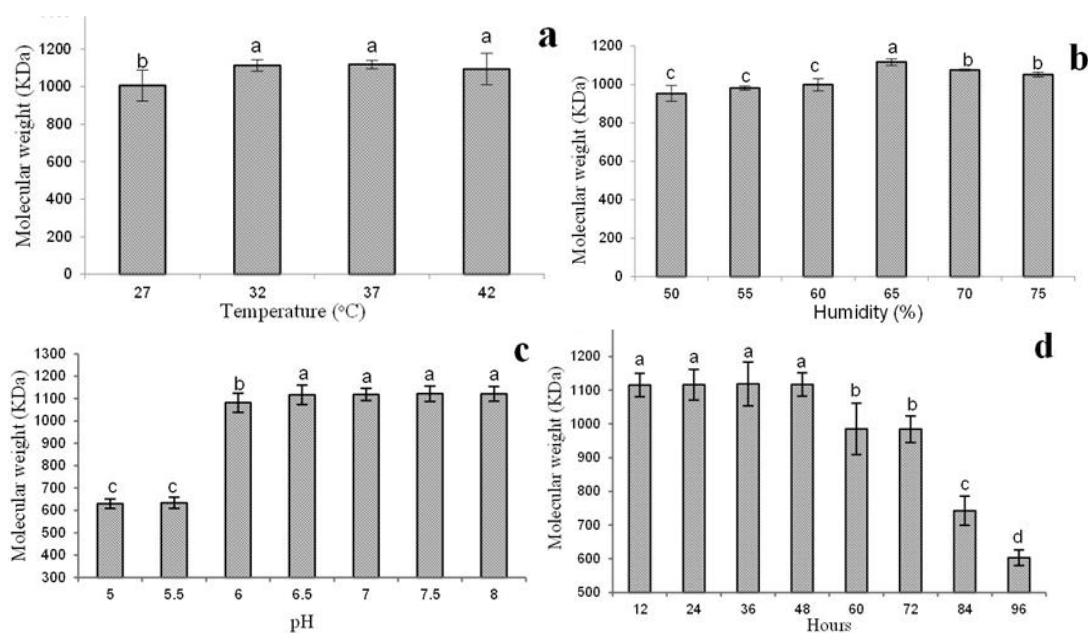 a
Molecular weight (KDa)
1200
1000
800
600
400
200
0
b a a a
27 32 37 42
Temperature (°C)
b
Molecular weight (KDa)
1200
1000
800
600
400
200
0
c c c a b b
50 55 60 65 70 75
Humidity (%)
c
Molecular weight (KDa)
1300
1200
1100
1000
900
800
700
600
500
400
300
c c b a a a a
5 5.5 6 6.5 7 7.5 8
pH
d
Molecular weight (KDa)
1200
1100
1000
900
800
700
600
500
a a a a b b c d
12 24 36 48 60 72 84 96
Hours